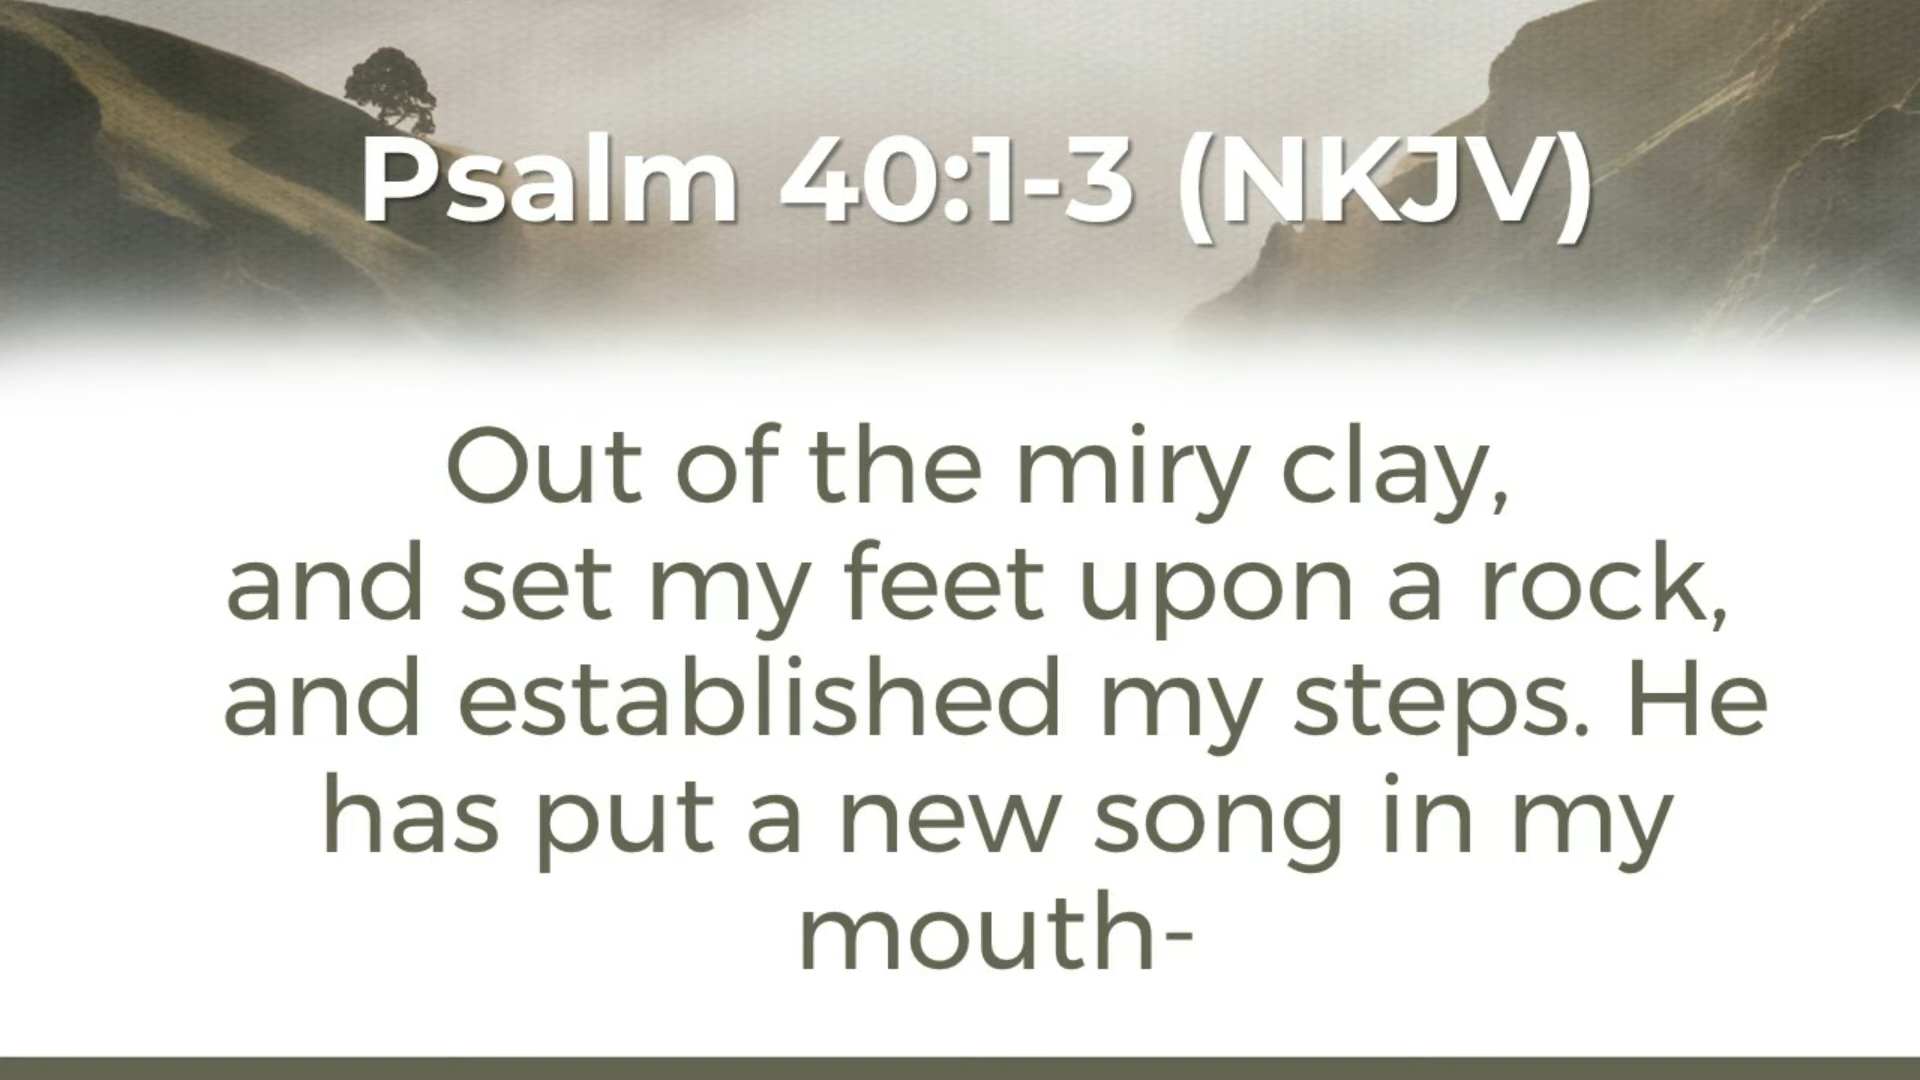 Psalm 40:1-3 (NKJV)
Out of the miry clay,
and set my feet upon a rock,
and established my steps. He
has put a new song in my
mouth-